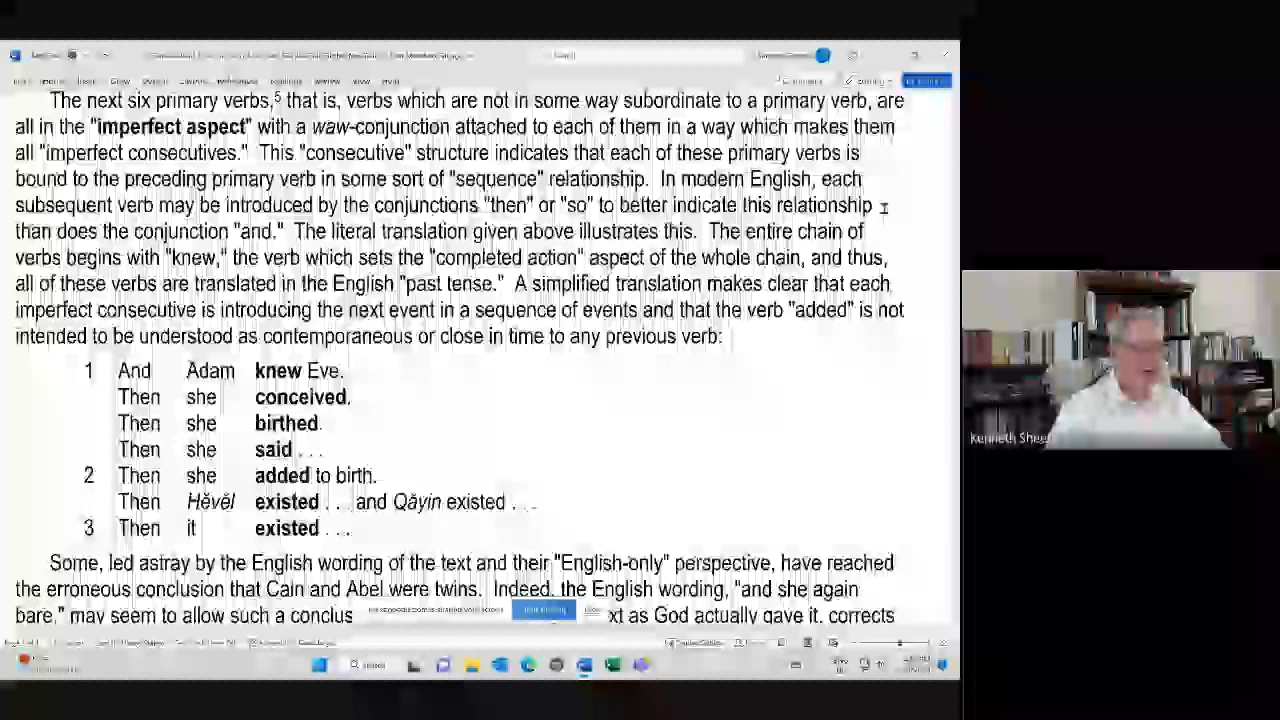 The next six primary verbs,5 that is, verbs which are not in some way subordinate to a primary verb, are
all in the "imperfect aspect" with a waw-conjunction attached to each of them in a way which makes them
all "imperfect consecutives."  This "consecutive" structure indicates that each of these primary verbs is
bound to the preceding primary verb in some sort of "sequence" relationship.  In modern English, each
subsequent verb may be introduced by the conjunctions "then" or "so" to better indicate this relationship
than does the conjunction "and."  The literal translation given above illustrates this.  The entire chain of
verbs begins with "knew," the verb which sets the "completed action" aspect of the whole chain, and thus,
all of these verbs are translated in the English "past tense."  A simplified translation makes clear that each
imperfect consecutive is introducing the next event in a sequence of events and that the verb "added" is not
intended to be understood as contemporaneous or close in time to any previous verb:
1 And Adam knew Eve.
Then she conceived.
Then she birthed.
Then she said . . .
2 Then she added to birth.
Then Hĕvĕl existed . . . and Qāyin existed . . .
3 Then it existed . . .
Some, led astray by the English wording of the text and their "English-only" perspective, have reached
the erroneous conclusion that Cain and Abel were twins.  Indeed, the English wording, "and she again
bare," may seem to allow such a conclus xt as God actually gave it, corrects
Kenneth Shee